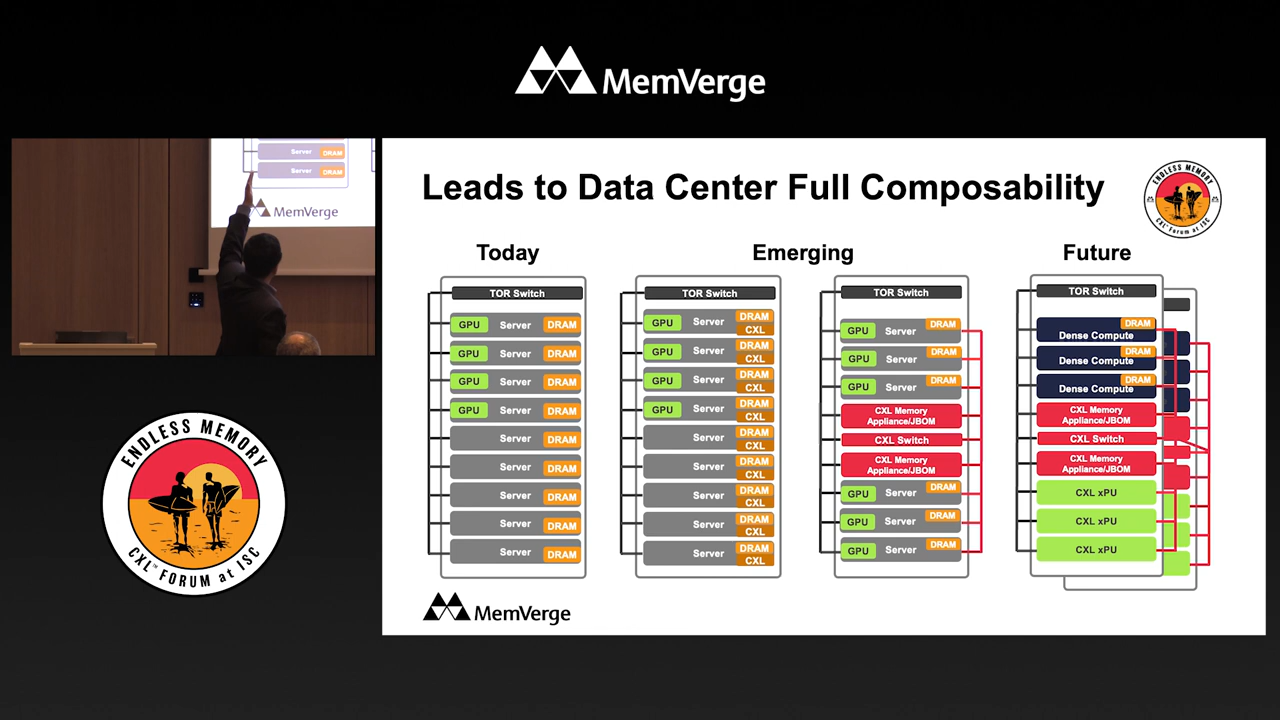 MemVerge
Server DRAM
Server DRAM
MemVerge
ENDLESS MEMORY
CXL™ FORUM at ISC
Leads to Data Center Full Composability
ENDLESS MEMORY
CXL FORUM at ISC
Today
TOR Switch
GPU Server DRAM
GPU Server DRAM
GPU Server DRAM
GPU Server DRAM
Server DRAM
Server DRAM
Server DRAM
Server DRAM
Server DRAM
Emerging
TOR Switch
GPU Server DRAM
CXL
GPU Server DRAM
CXL
GPU Server DRAM
CXL
GPU Server DRAM
CXL
Server DRAM
CXL
Server DRAM
CXL
Server DRAM
CXL
Server DRAM
CXL
Server DRAM
CXL
TOR Switch
GPU Server DRAM
GPU Server DRAM
GPU Server DRAM
CXL Memory
Appliance/JBOM
CXL Switch
CXL Memory
Appliance/JBOM
GPU Server DRAM
GPU Server DRAM
GPU Server DRAM
Future
TOR Switch
DRAM
Dense Compute
DRAM
Dense Compute
DRAM
Dense Compute
CXL Memory
Appliance/JBOM
CXL Switch
CXL Memory
Appliance/JBOM
CXL xPU
CXL xPU
CXL xPU
MemVerge